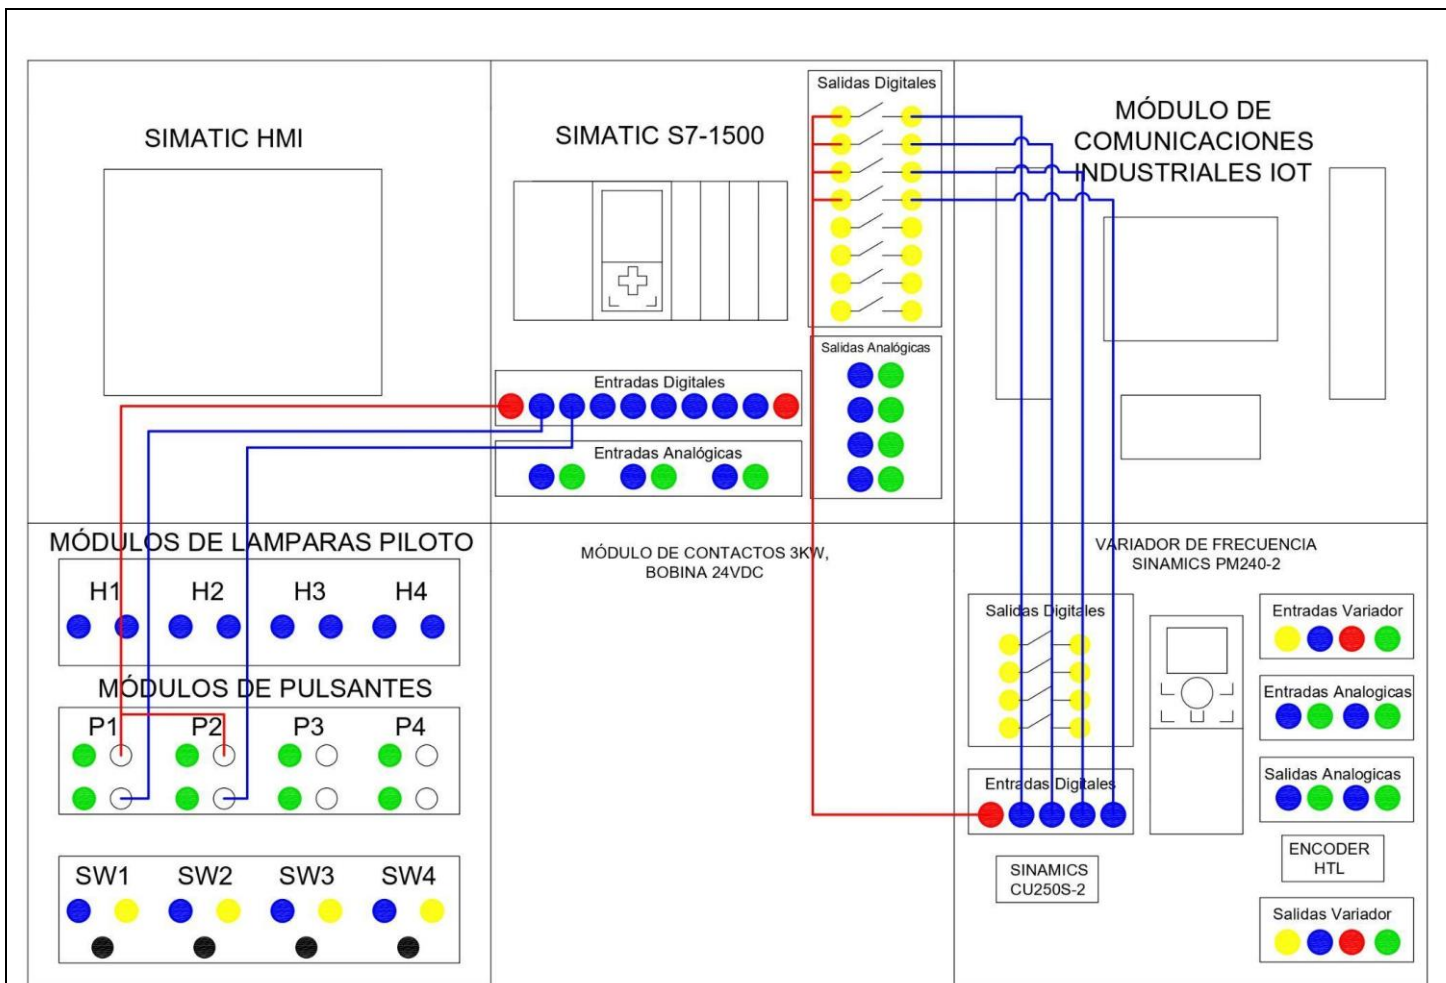 SIMATIC HMI
SIMATIC S7-1500
Salidas Digitales
MÓDULO DE
COMUNICACIONES
INDUSTRIALES IOT
Salidas Analógicas
Entradas Digitales
Entradas Analógicas
MÓDULOS DE LAMPARAS PILOTO
H1 H2 H3 H4
MÓDULOS DE PULSANTES
P1 P2 P3 P4
SW1 SW2 SW3 SW4
MÓDULO DE CONTACTOS 3KW,
BOBINA 24VDC
VARIADOR DE FRECUENCIA
SINAMICS PM240-2
Salidas Digitales
Entradas Digitales
SINAMICS
CU250S-2
Entradas Variador
Entradas Analogicas
Salidas Analogicas
ENCODER
HTL
Salidas Variador